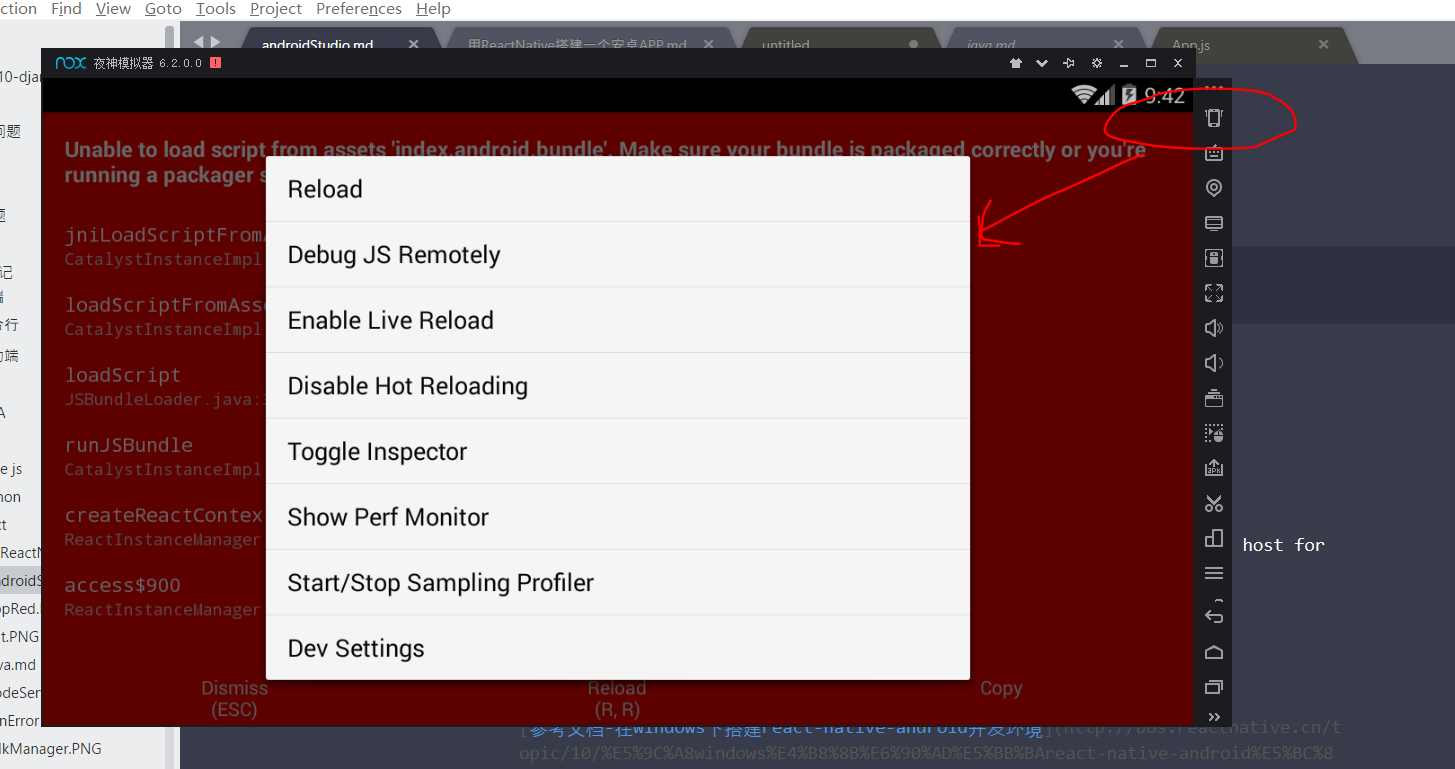 ction Find View Goto Tools Project Preferences Help
androidStudio.md
用ReactNative搭建一个安卓APP.md
untitled
java.md
App.js
nox 夜神模拟器 6.2.0.0
9:42
Unable to load script from assets 'index.android.bundle'. Make sure your bundle is packaged correctly or you're
running a packager s
jniLoadScriptFromA
CatalystInstanceImpl
loadScriptFromAsse
CatalystInstanceImpl
loadScript
JSBundleLoader.java:
runJSBundle
CatalystInstanceImpl
createReactContex
ReactInstanceManager
access$900
ReactInstanceManager
Reload
Debug JS Remotely
Enable Live Reload
Disable Hot Reloading
Toggle Inspector
Show Perf Monitor
Start/Stop Sampling Profiler
Dev Settings
Dismiss
(ESC)
Reload
(R, R)
Copy
10-djan
问题
题
记
端
令行
端
A
e js
hon
ct
ReactN
ndroidS
opRed.
t.PNG
va.md
odeSer
nError
lkManager.PNG
host for
[参考文档-在windows下搭建react-native-android开发环境](http://bbs.reactnative.cn/t
opic/10/%E5%9C%A8windows%E4%B8%8B%E6%90%AD%E5%BB%BAreact-native-android%E5%BC%8